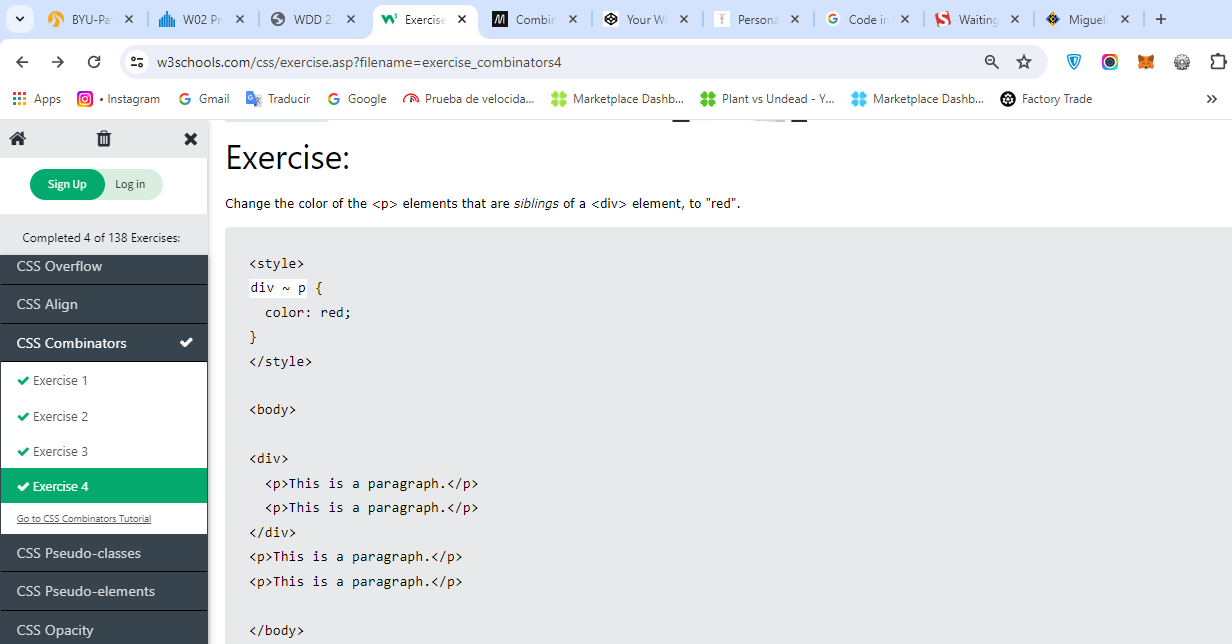 BYU-Pa
W02 P
WDD 2
Exercise
Combin
Your W
Persona
Code in
Waiting
Miguel
w3schools.com/css/exercise.asp?filename=exercise_combinators4
Apps
• Instagram
Gmail
Traducir
Google
Prueba de velocida...
Marketplace Dashb...
Plant vs Undead - Y...
Marketplace Dashb...
Factory Trade
Sign Up
Log in
Completed 4 of 138 Exercises:
CSS Overflow
CSS Align
CSS Combinators
Exercise 1
Exercise 2
Exercise 3
Exercise 4
Go to CSS Combinators Tutorial
CSS Pseudo-classes
CSS Pseudo-elements
CSS Opacity
Exercise:
Change the color of the <p> elements that are siblings of a <div> element, to "red".
<style>
div ~ p {
color: red;
}
</style>
<body>
<div>
<p>This is a paragraph.</p>
<p>This is a paragraph.</p>
</div>
<p>This is a paragraph.</p>
<p>This is a paragraph.</p>
</body>